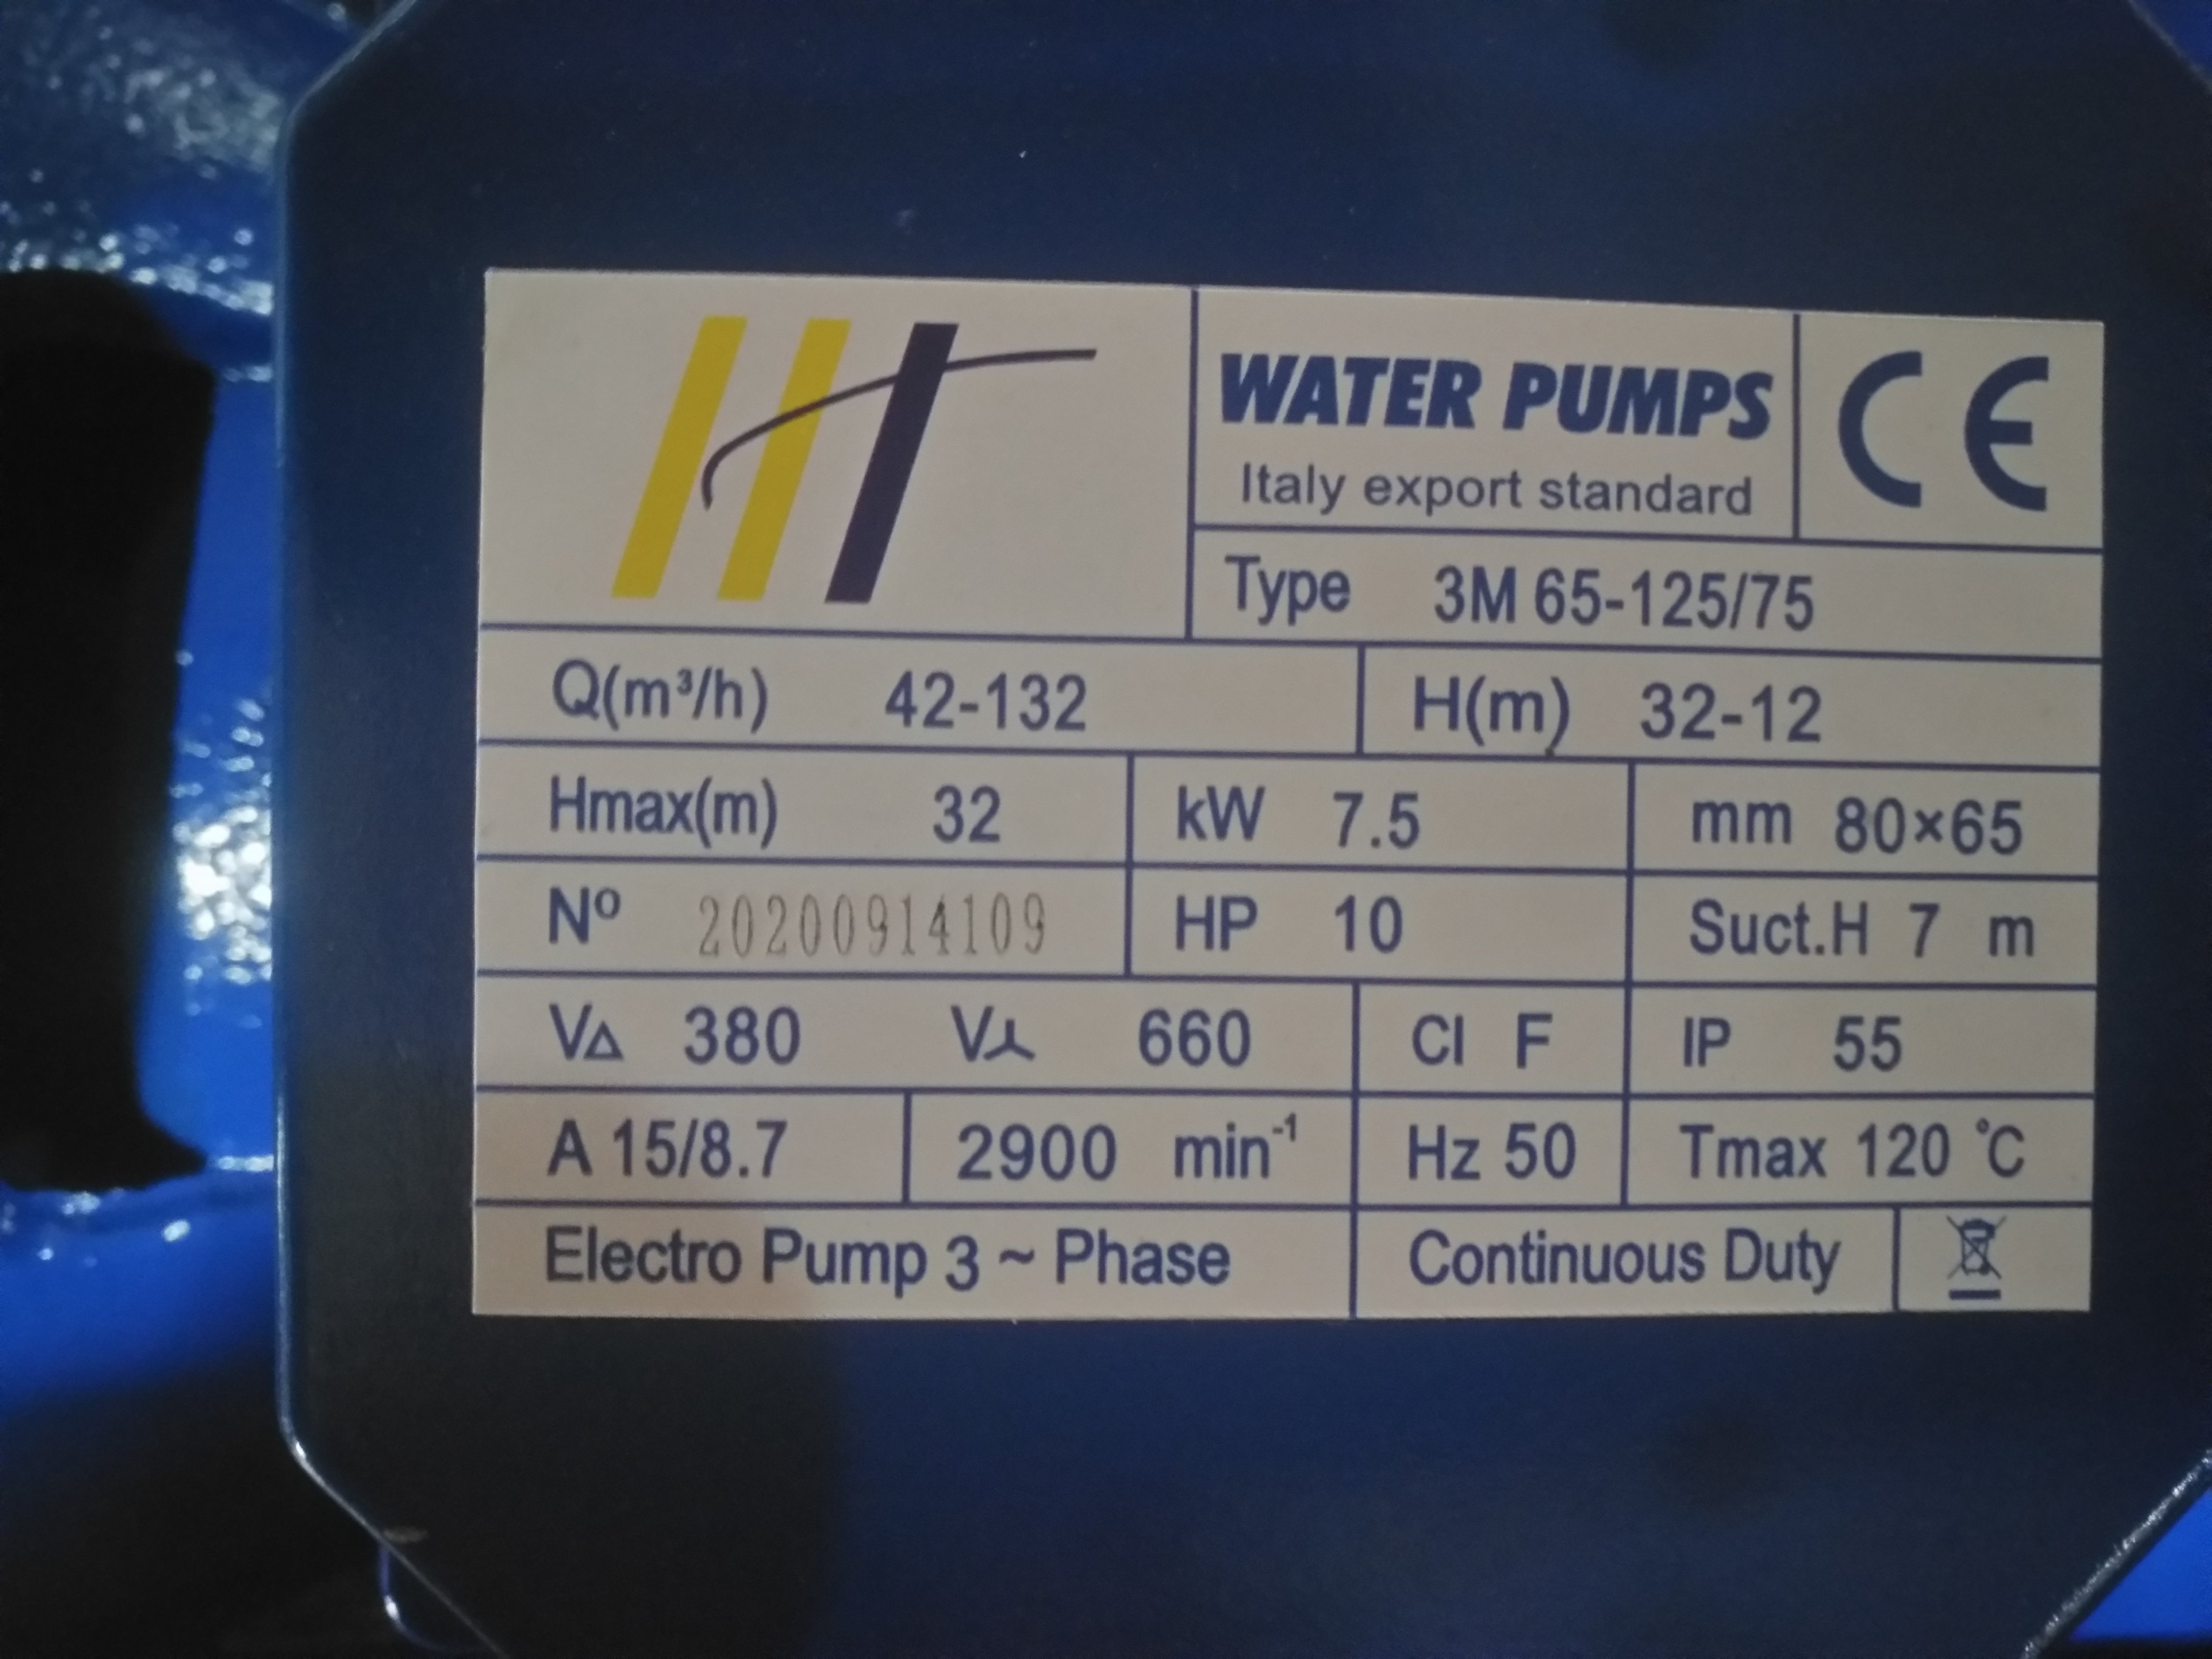 HT
WATER PUMPS
Italy export standard
CE
Type 3M 65-125/75
Q(m³/h) 42-132 H(m) 32-12
Hmax(m) 32 kW 7.5 mm 80×65
Nº 20200914109 HP 10 Suct.H 7 m
V△ 380 V⅄ 660 Cl F IP 55
A 15/8.7 2900 min⁻¹ Hz 50 Tmax 120 °C
Electro Pump 3 ~ Phase Continuous Duty